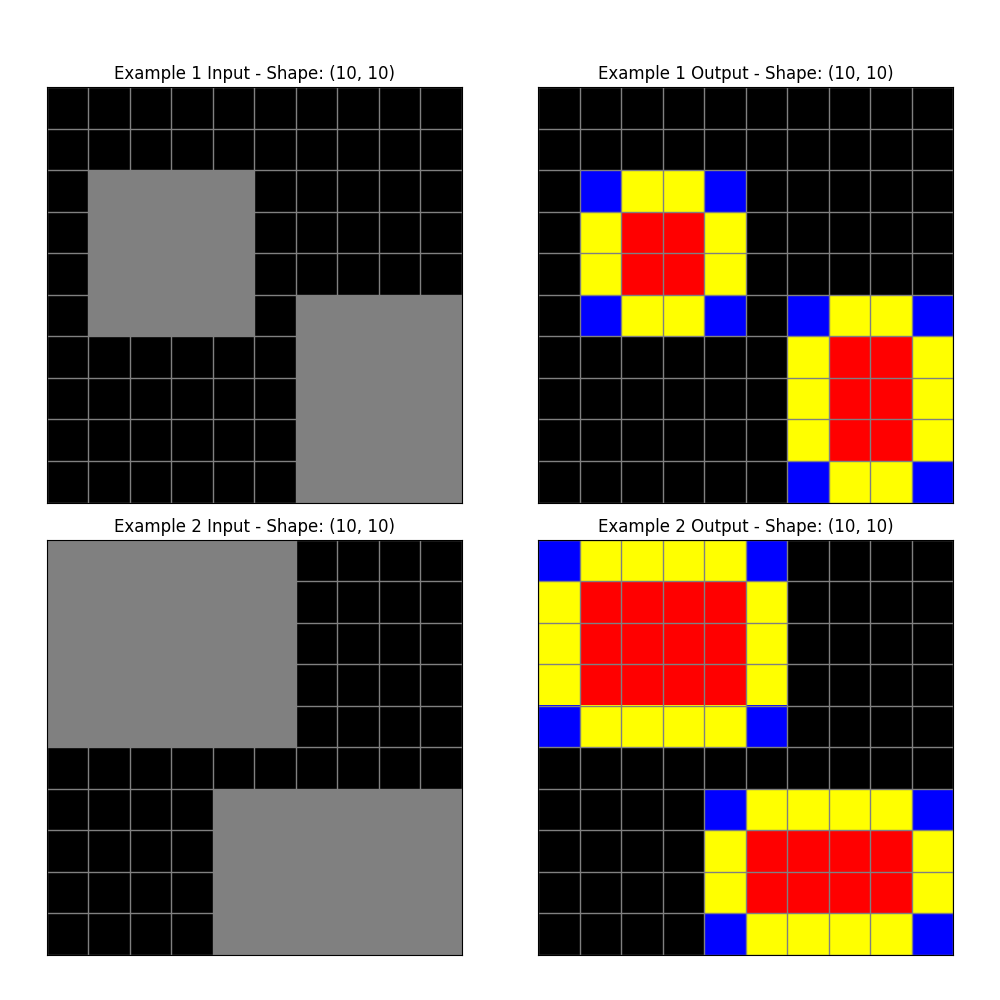 Example 1 Input - Shape: (10, 10)
Example 1 Output - Shape: (10, 10)
Example 2 Input - Shape: (10, 10)
Example 2 Output - Shape: (10, 10)